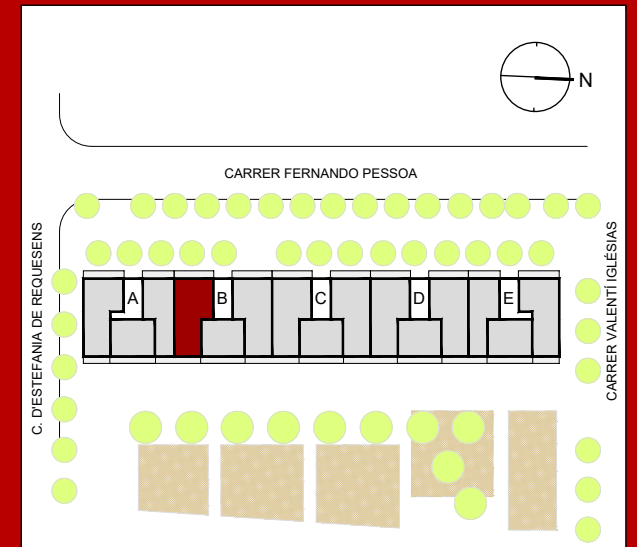 N
CARRER FERNANDO PESSOA
C. D'ESTEFANIA DE REQUESENS
A
B
C
D
E
CARRER VALENTÍ IGLÉSIAS